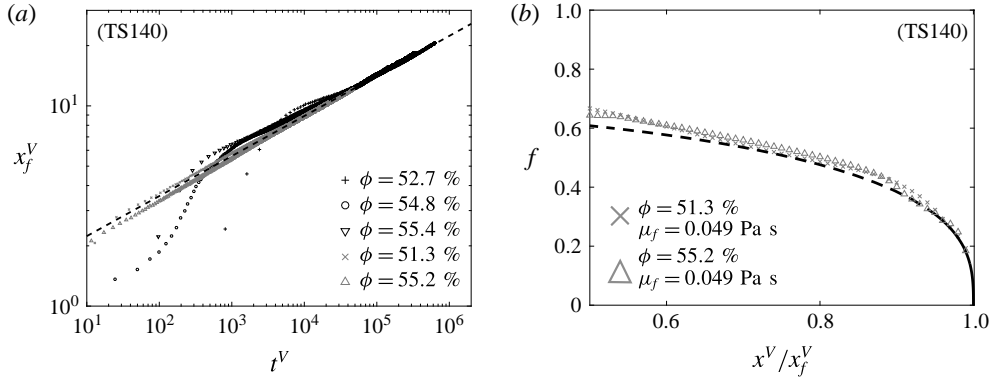 (a)
(TS140)
10^1
x_f^V
10^0
ϕ = 52.7 %
ϕ = 54.8 %
ϕ = 55.4 %
ϕ = 51.3 %
ϕ = 55.2 %
10^1 10^2 10^3 10^4 10^5 10^6
t^V
(b)
(TS140)
1.0
0.8
0.6
f
0.4
0.2
0
ϕ = 51.3 %
μ_f = 0.049 Pa s
ϕ = 55.2 %
μ_f = 0.049 Pa s
0.6 0.8 1.0
x^V/x_f^V